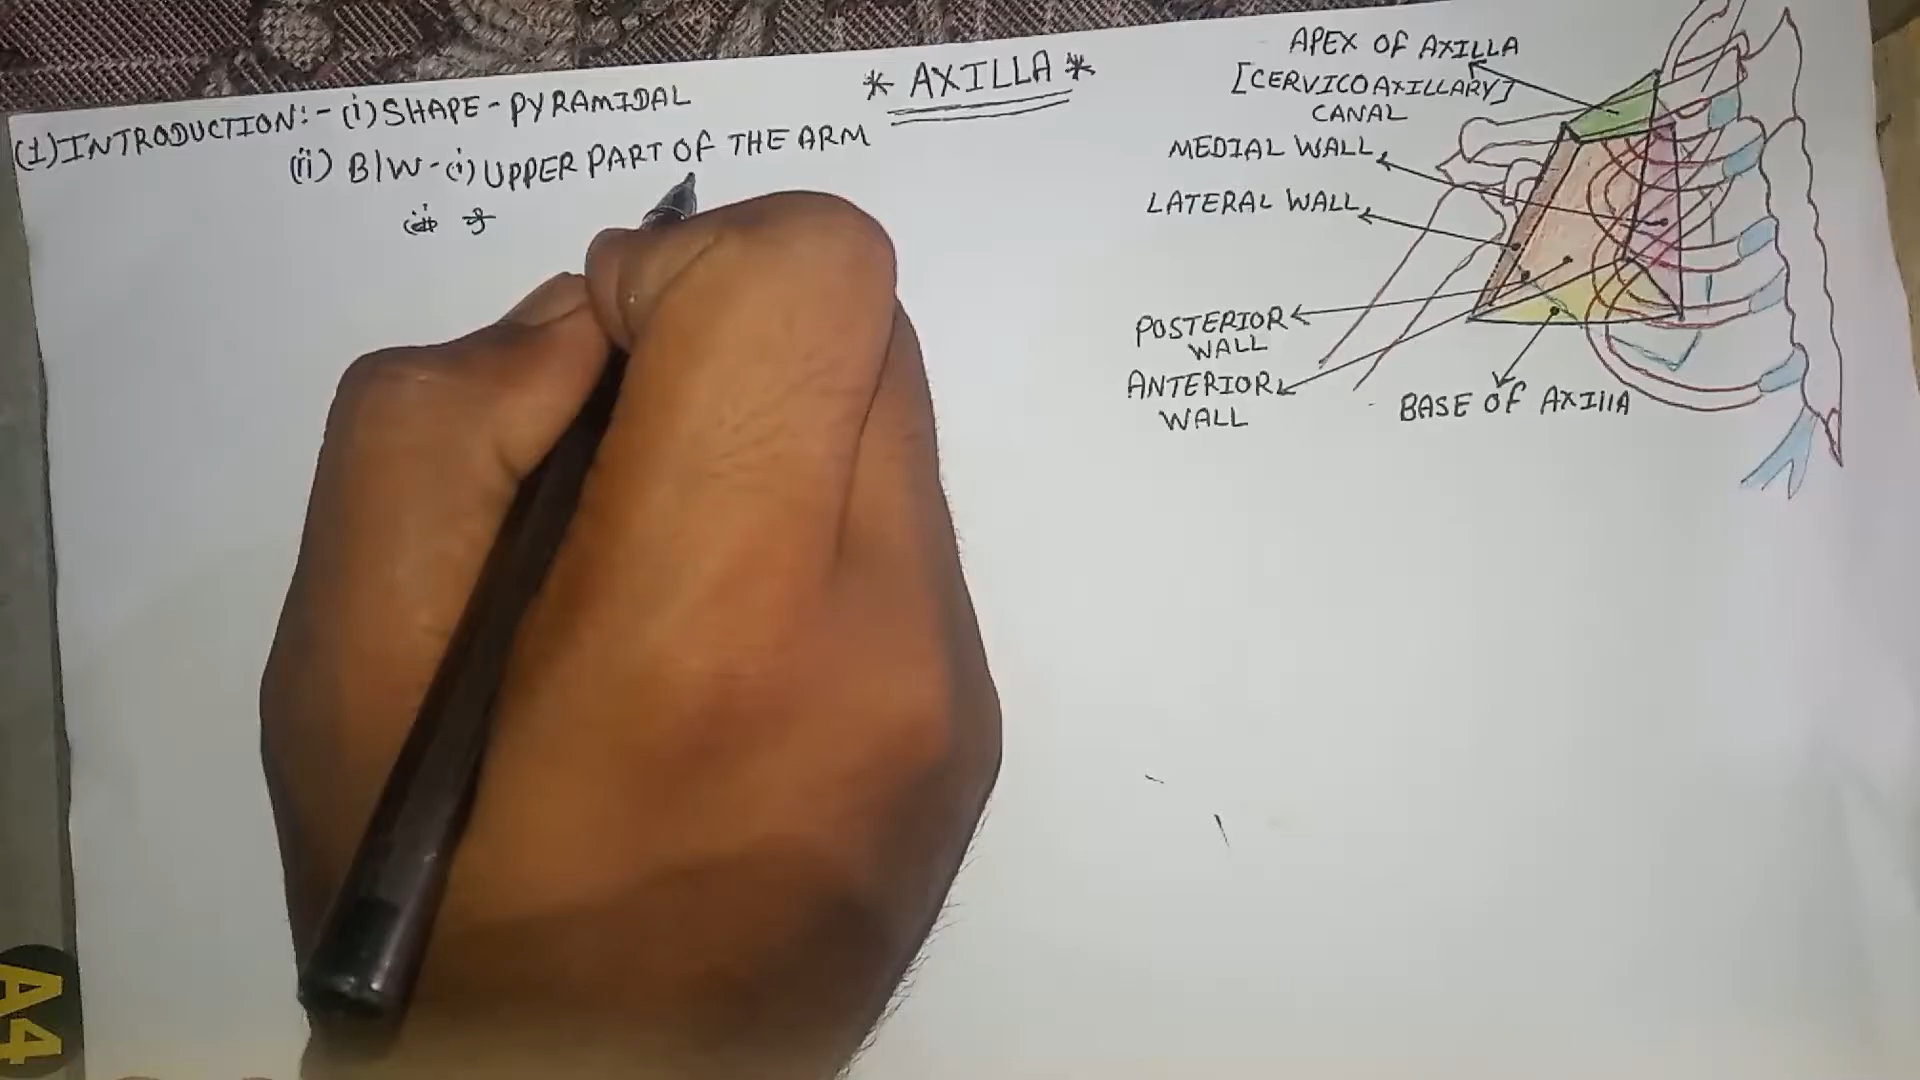 * AXILLA *
(1) INTRODUCTION:- (i) SHAPE - PYRAMIDAL
(ii) B/W - (i) UPPER PART OF THE ARM
APEX OF AXILLA
[CERVICOAXILLARY]
CANAL
MEDIAL WALL
LATERAL WALL
POSTERIOR
WALL
ANTERIOR
WALL
BASE OF AXIllA
A4